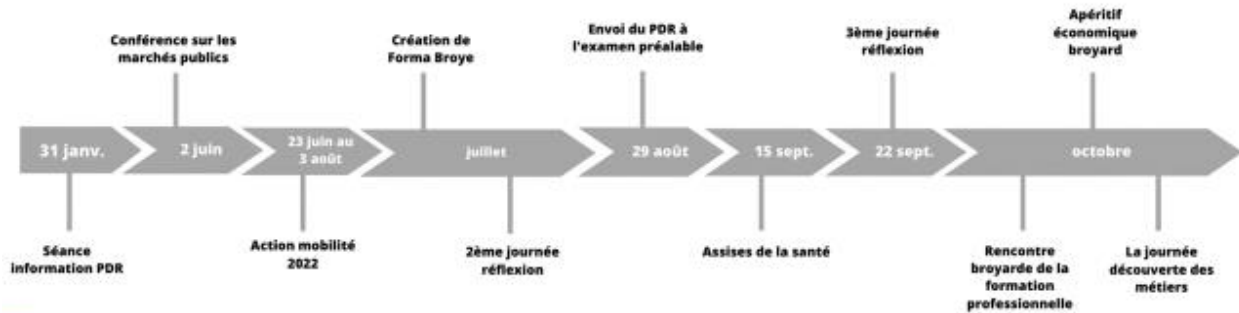 Conférence sur les
marchés publics
Création de
Forma Broye
Envoi du PDR à
l'examen préalable
3ème journée
réflexion
Apéritif
économique
broyard
31 janv.
2 juin
23 juin au
3 août
juillet
29 août
15 sept.
22 sept.
octobre
Séance
information PDR
Action mobilité
2022
2ème journée
réflexion
Assises de la santé
Rencontre
broyarde de la
formation
professionnelle
La journée
découverte des
métiers